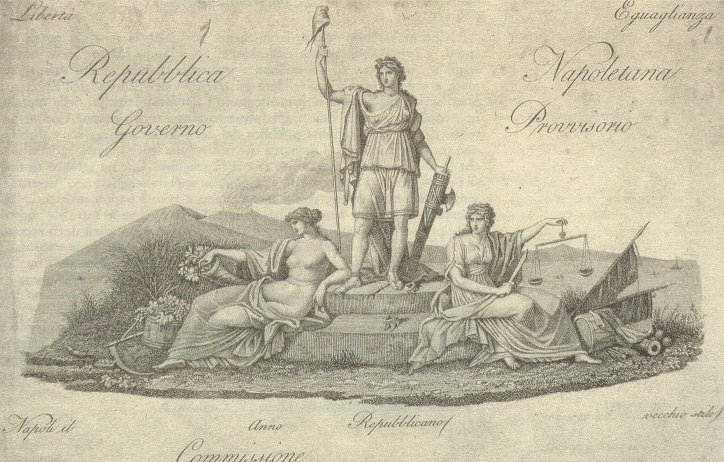 Libertà Eguaglianza
Repubblica Napoletana
Governo Provvisorio
Napoli il Anno Repubblicano vecchio stile
Commissione